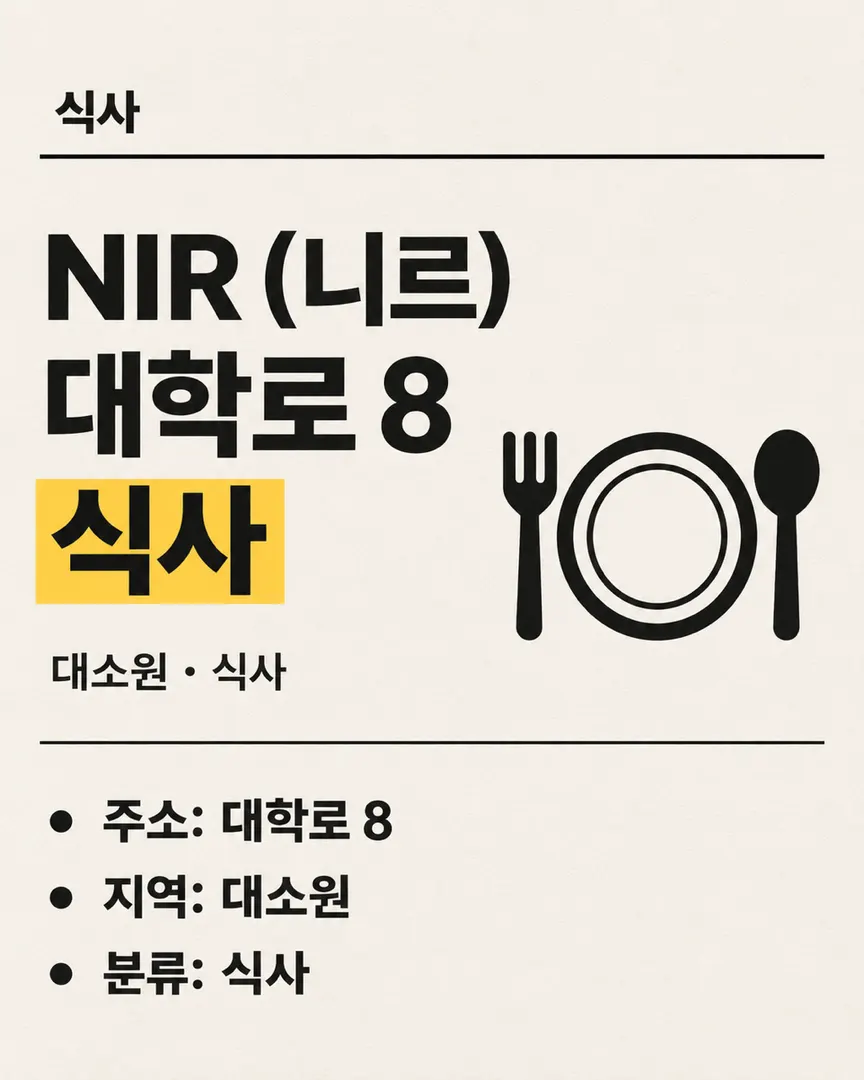 식사
NIR (니르)
대학로 8
식사
대소원 · 식사
● 주소: 대학로 8
● 지역: 대소원
● 분류: 식사